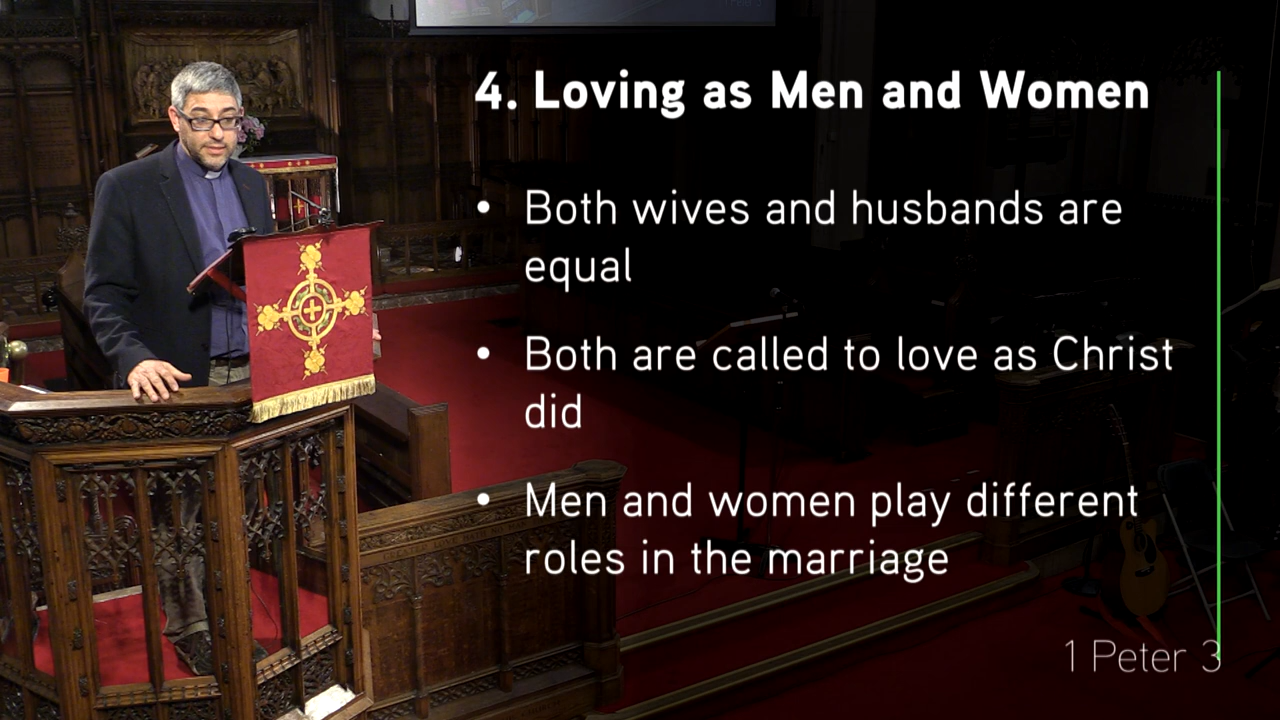 4. Loving as Men and Women
• Both wives and husbands are
equal
• Both are called to love as Christ
did
• Men and women play different
roles in the marriage
1 Peter 3